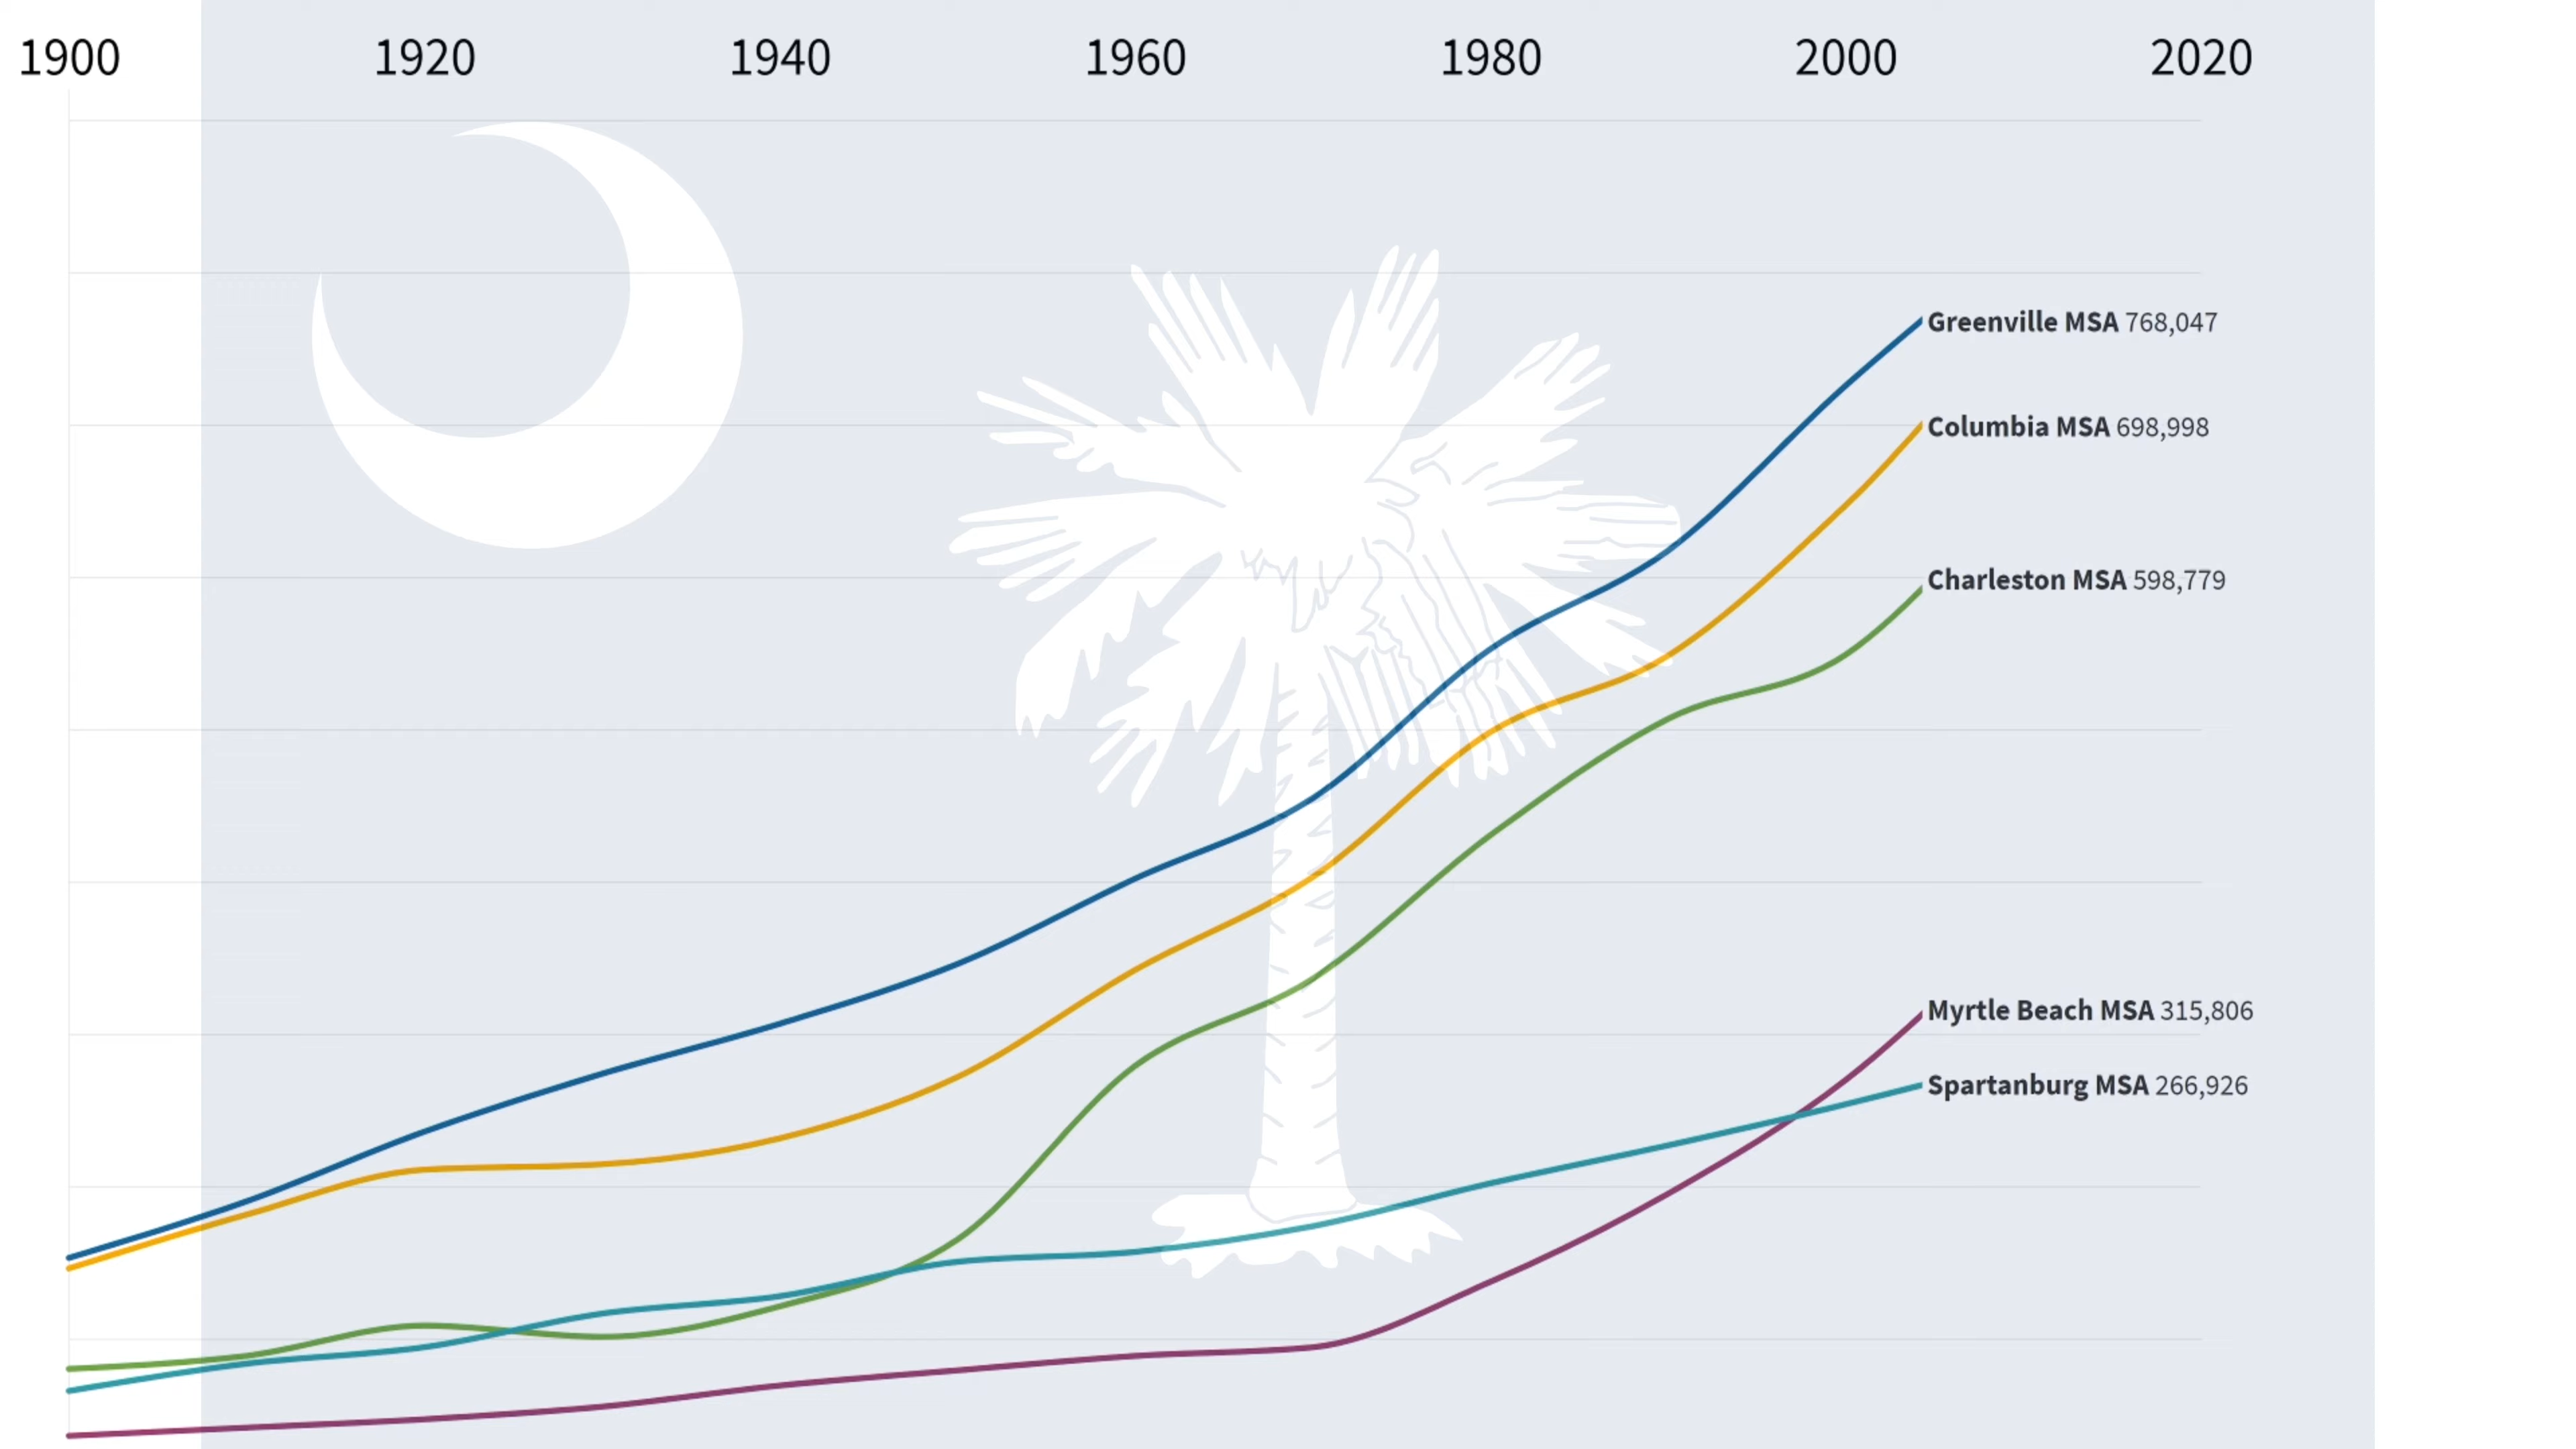 1900 1920 1940 1960 1980 2000 2020
Greenville MSA 768,047
Columbia MSA 698,998
Charleston MSA 598,779
Myrtle Beach MSA 315,806
Spartanburg MSA 266,926